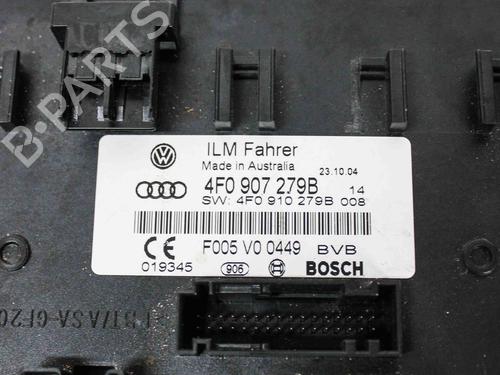 B-PARTS
ILM Fahrer
Made in Australia
23.10.04
4F0 907 279B 14
SW: 4F0 910 279B 008
F005 V0 0449 BVB
CE
019345 906 BOSCH